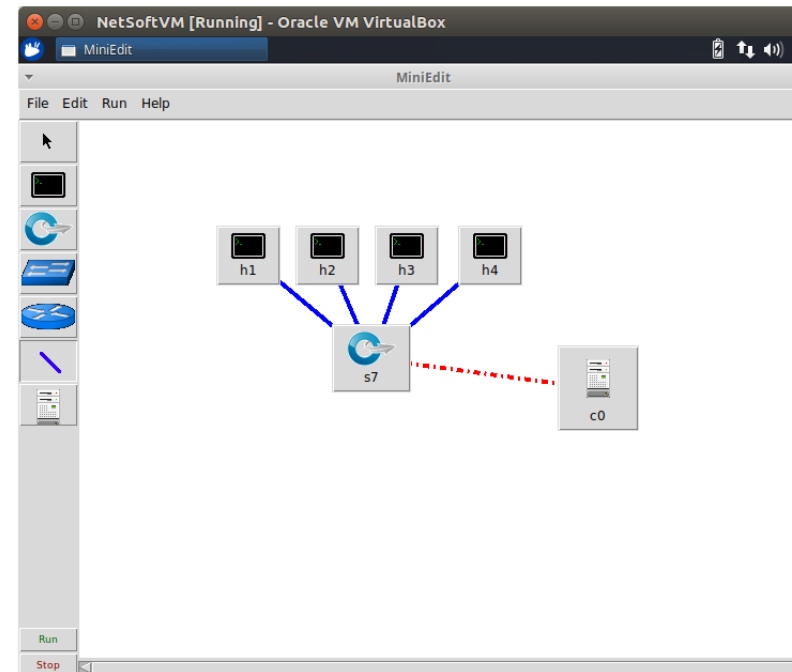 NetSoftVM [Running] - Oracle VM VirtualBox
MiniEdit
MiniEdit
File Edit Run Help
h1 h2 h3 h4
s7
c0
Run
Stop